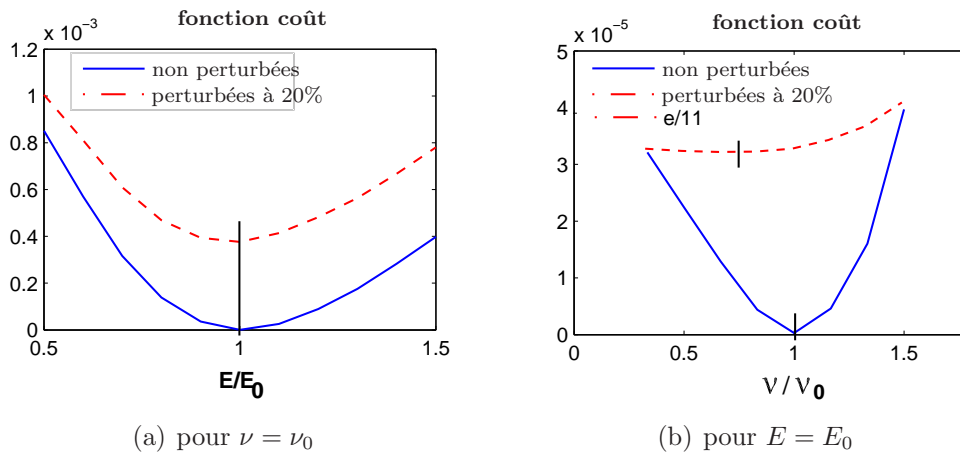 fonction coût
x 10⁻³
1.2
1
0.8
0.6
0.4
0.2
0
non perturbées
perturbées à 20%
0.5
1
1.5
E/E₀
(a) pour ν = ν₀
fonction coût
x 10⁻⁵
5
4
3
2
1
0
non perturbées
perturbées à 20%
e/11
0
0.5
1
1.5
ν/ν₀
(b) pour E = E₀